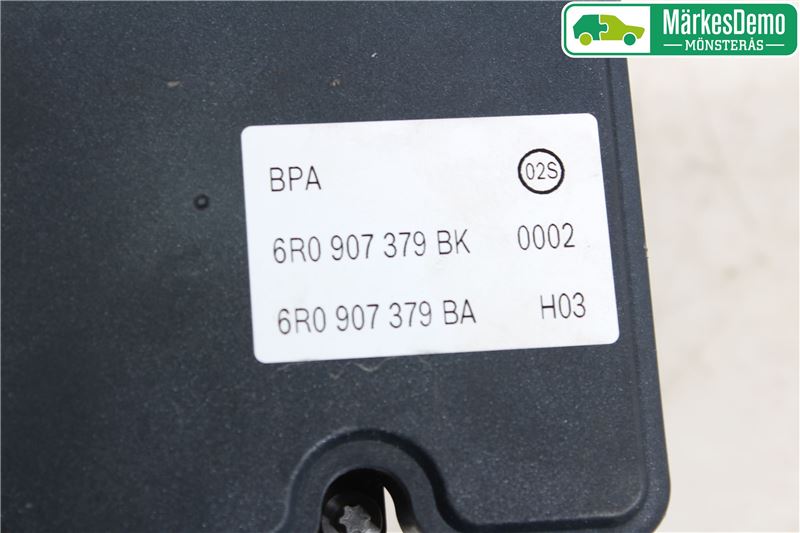 MärkesDemo
MÖNSTERÅS
BPA 02S
6R0 907 379 BK 0002
6R0 907 379 BA H03